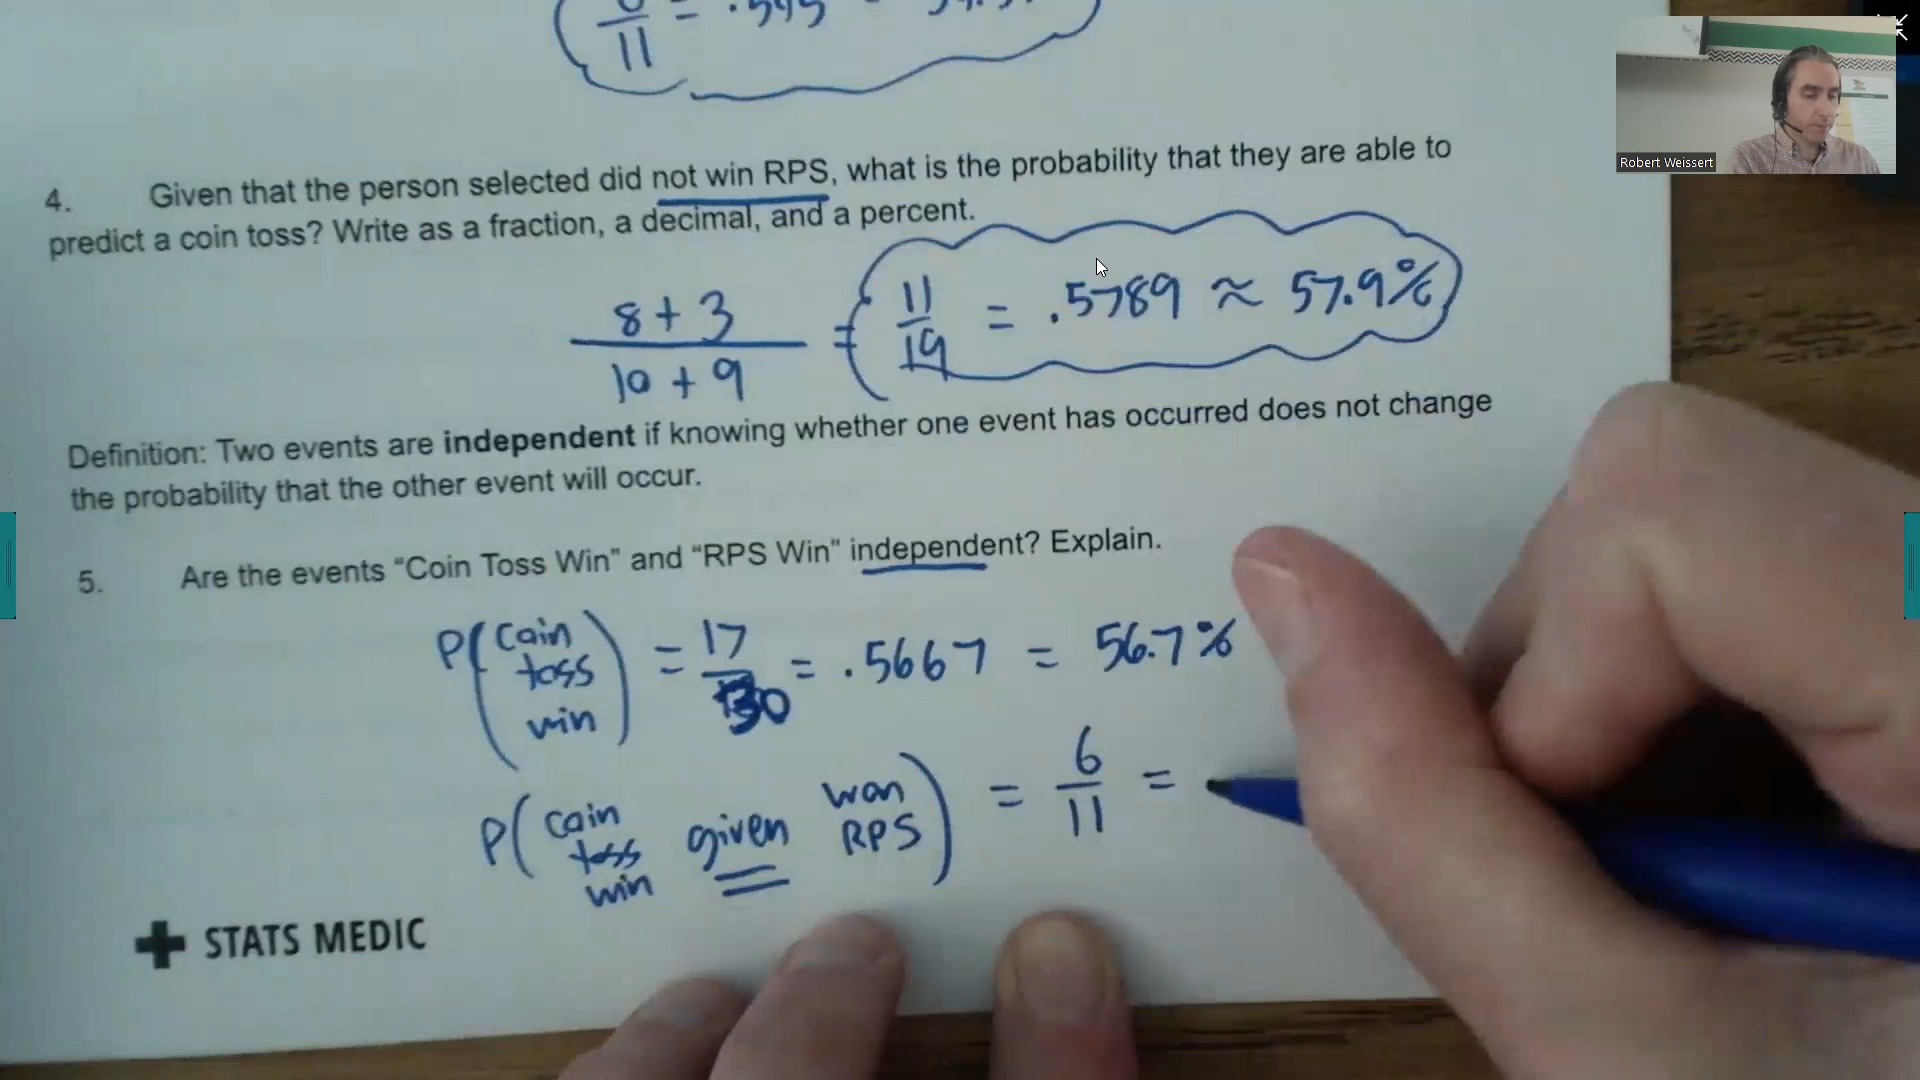 6/11 = .545
Robert Weissert
4. Given that the person selected did not win RPS, what is the probability that they are able to
predict a coin toss? Write as a fraction, a decimal, and a percent.
8 + 3 / 10 + 9 = 11/19 = .5789 ≈ 57.9%
Definition: Two events are independent if knowing whether one event has occurred does not change
the probability that the other event will occur.
5. Are the events “Coin Toss Win” and “RPS Win” independent? Explain.
P(coin toss win) = 17/30 = .5667 = 56.7%
P(coin toss win given won RPS) = 6/11 =
STATS MEDIC